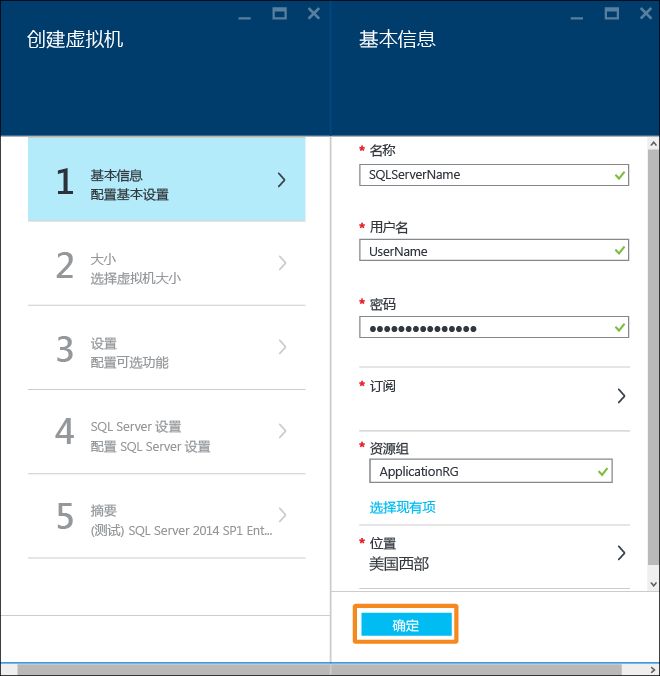 创建虚拟机
1
基本信息
配置基本设置
2
大小
选择虚拟机大小
3
设置
配置可选功能
4
SQL Server 设置
配置 SQL Server 设置
5
摘要
(测试) SQL Server 2014 SP1 Ent...
基本信息
* 名称
SQLServerName
* 用户名
UserName
* 密码
●●●●●●●●●●●●●●●
* 订阅
* 资源组
ApplicationRG
选择现有项
* 位置
美国西部
确定